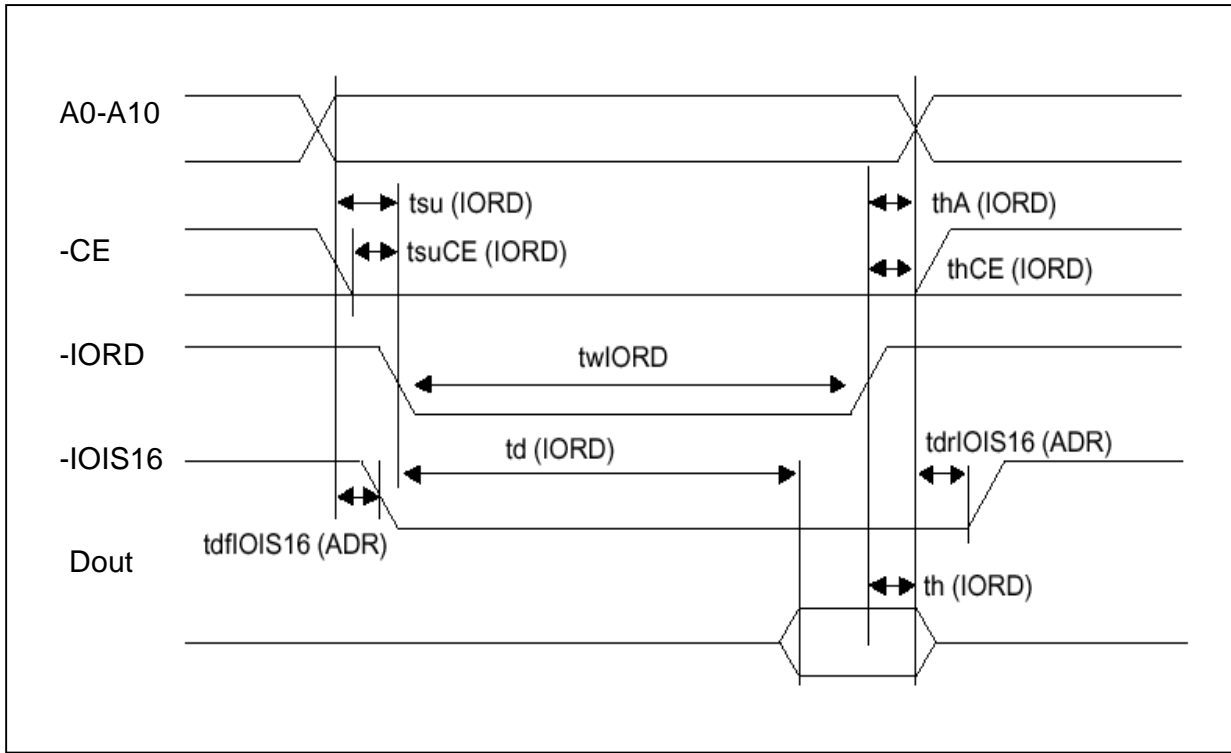 A0-A10
tsu (IORD)
thA (IORD)
-CE
tsuCE (IORD)
thCE (IORD)
-IORD
twIORD
td (IORD)
tdrIOIS16 (ADR)
-IOIS16
tdfIOIS16 (ADR)
Dout
th (IORD)